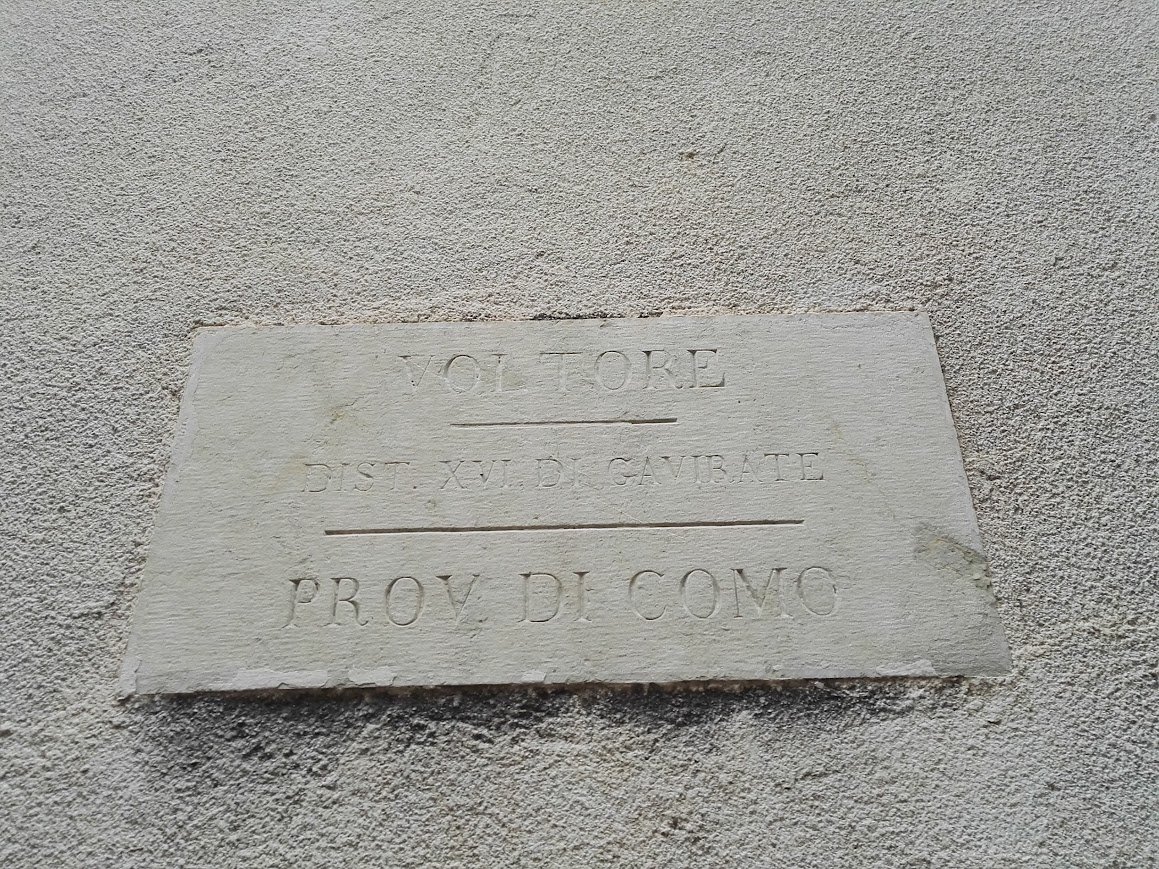 VOLTORE
DIST. XVI. DI. GAVIRATE
PROV DI COMO